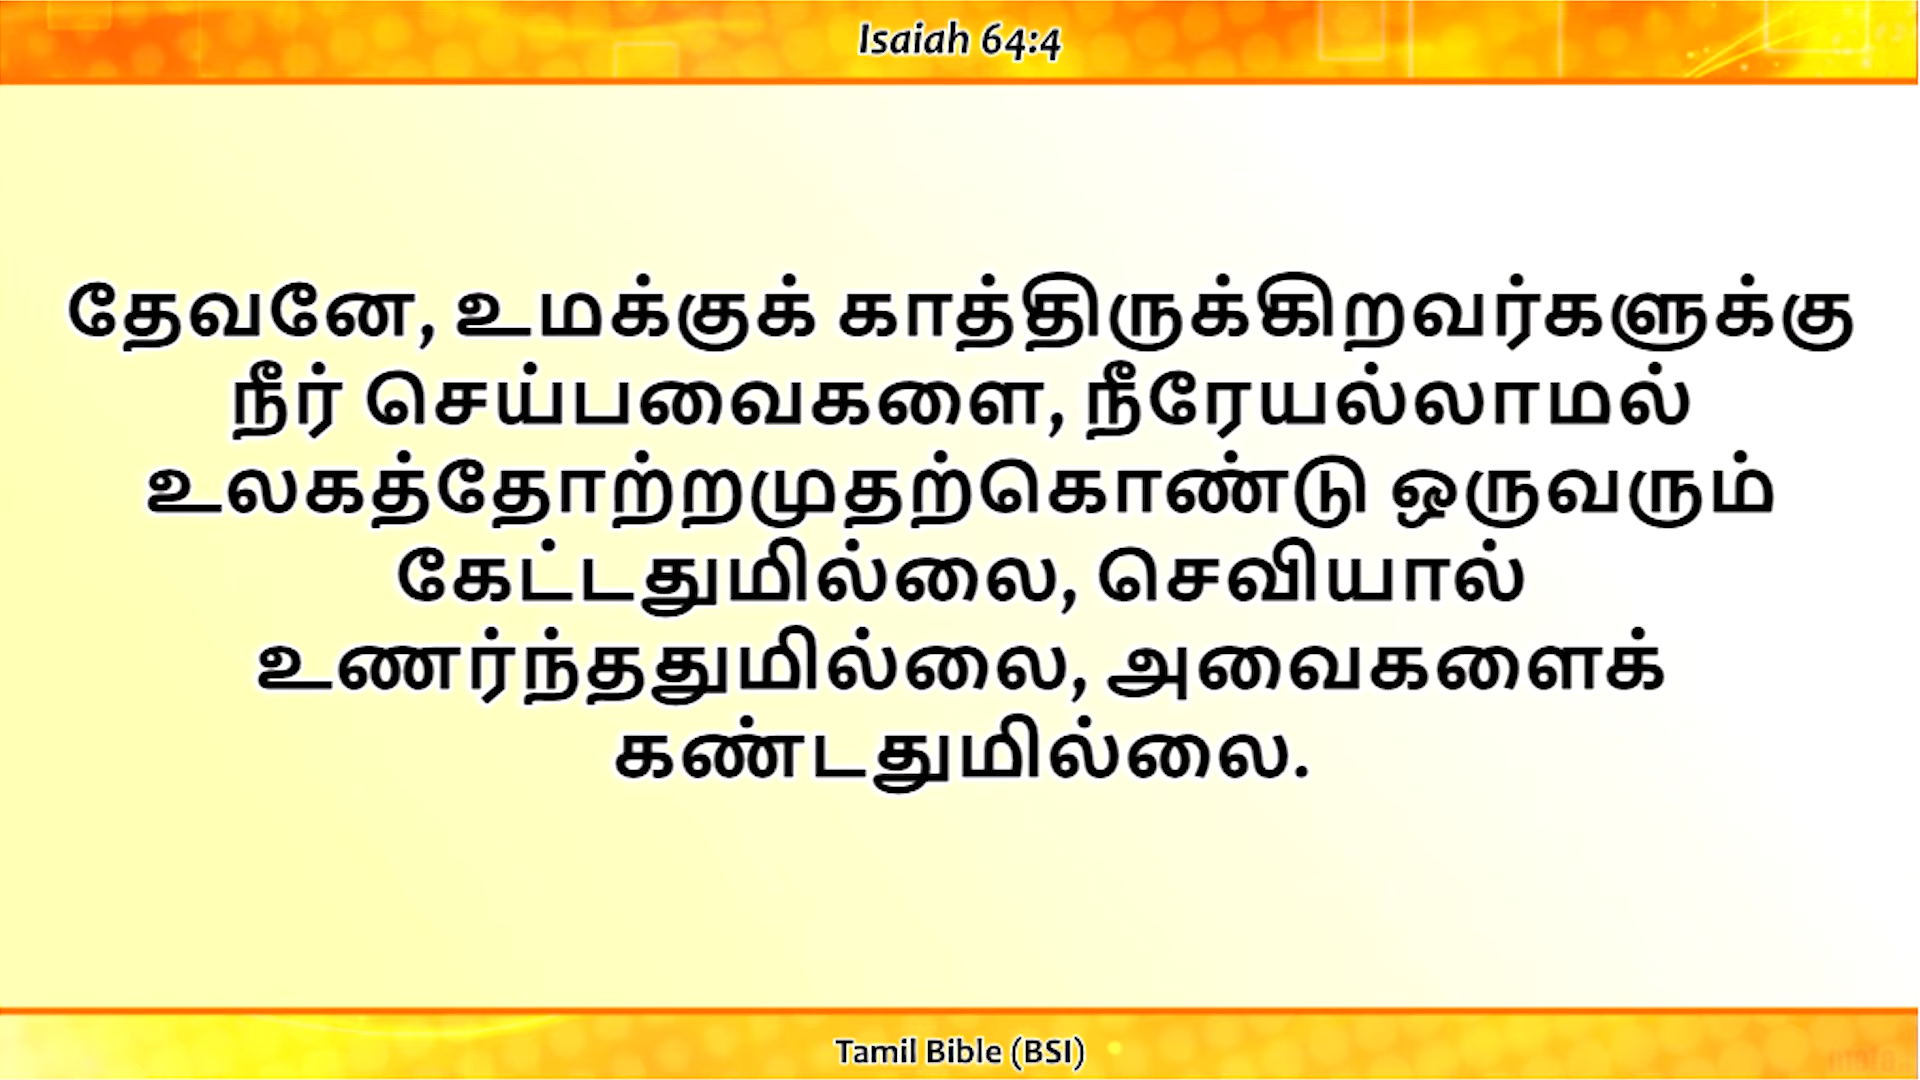 Isaiah 64:4
தேவனே, உமக்குக் காத்திருக்கிறவர்களுக்கு
நீர் செய்பவைகளை, நீரேயல்லாமல்
உலகத்தோற்றமுதற்கொண்டு ஒருவரும்
கேட்டதுமில்லை, செவியால்
உணர்ந்ததுமில்லை, அவைகளைக்
கண்டதுமில்லை.
Tamil Bible (BSI)